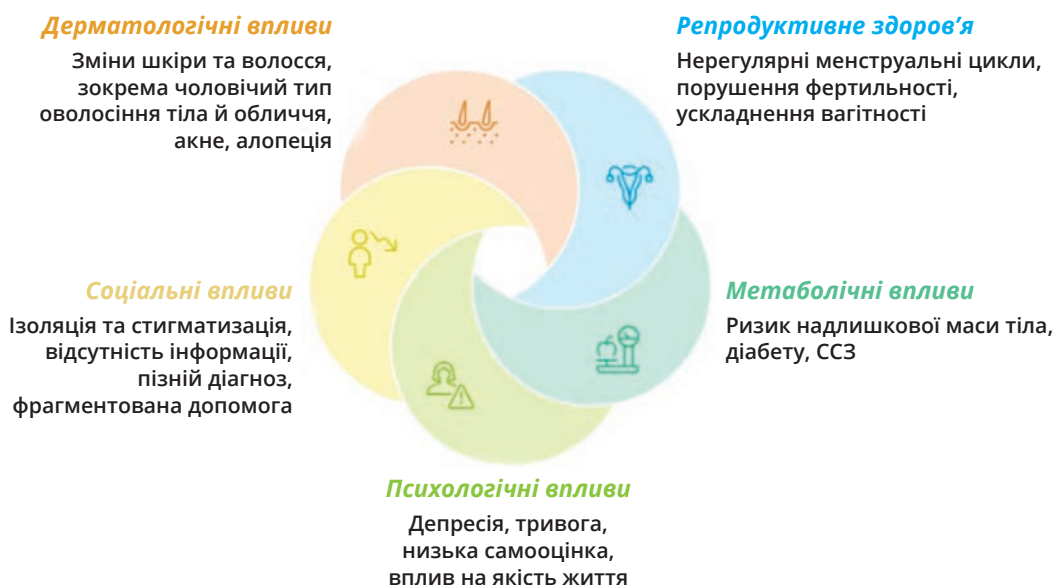 Дерматологічні впливи
Зміни шкіри та волосся,
зокрема чоловічий тип
оволосіння тіла й обличчя,
акне, алопеція
Репродуктивне здоров’я
Нерегулярні менструальні цикли,
порушення фертильності,
ускладнення вагітності
Соціальні впливи
Ізоляція та стигматизація,
відсутність інформації,
пізній діагноз,
фрагментована допомога
Метаболічні впливи
Ризик надлишкової маси тіла,
діабету, ССЗ
Психологічні впливи
Депресія, тривога,
низька самооцінка,
вплив на якість життя